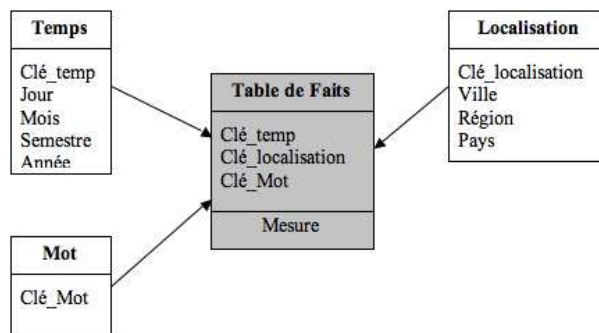 Temps
Clé_temp
Jour
Mois
Semestre
Année
Table de Faits
Clé_temp
Clé_localisation
Clé_Mot
Mesure
Localisation
Clé_localisation
Ville
Région
Pays
Mot
Clé_Mot